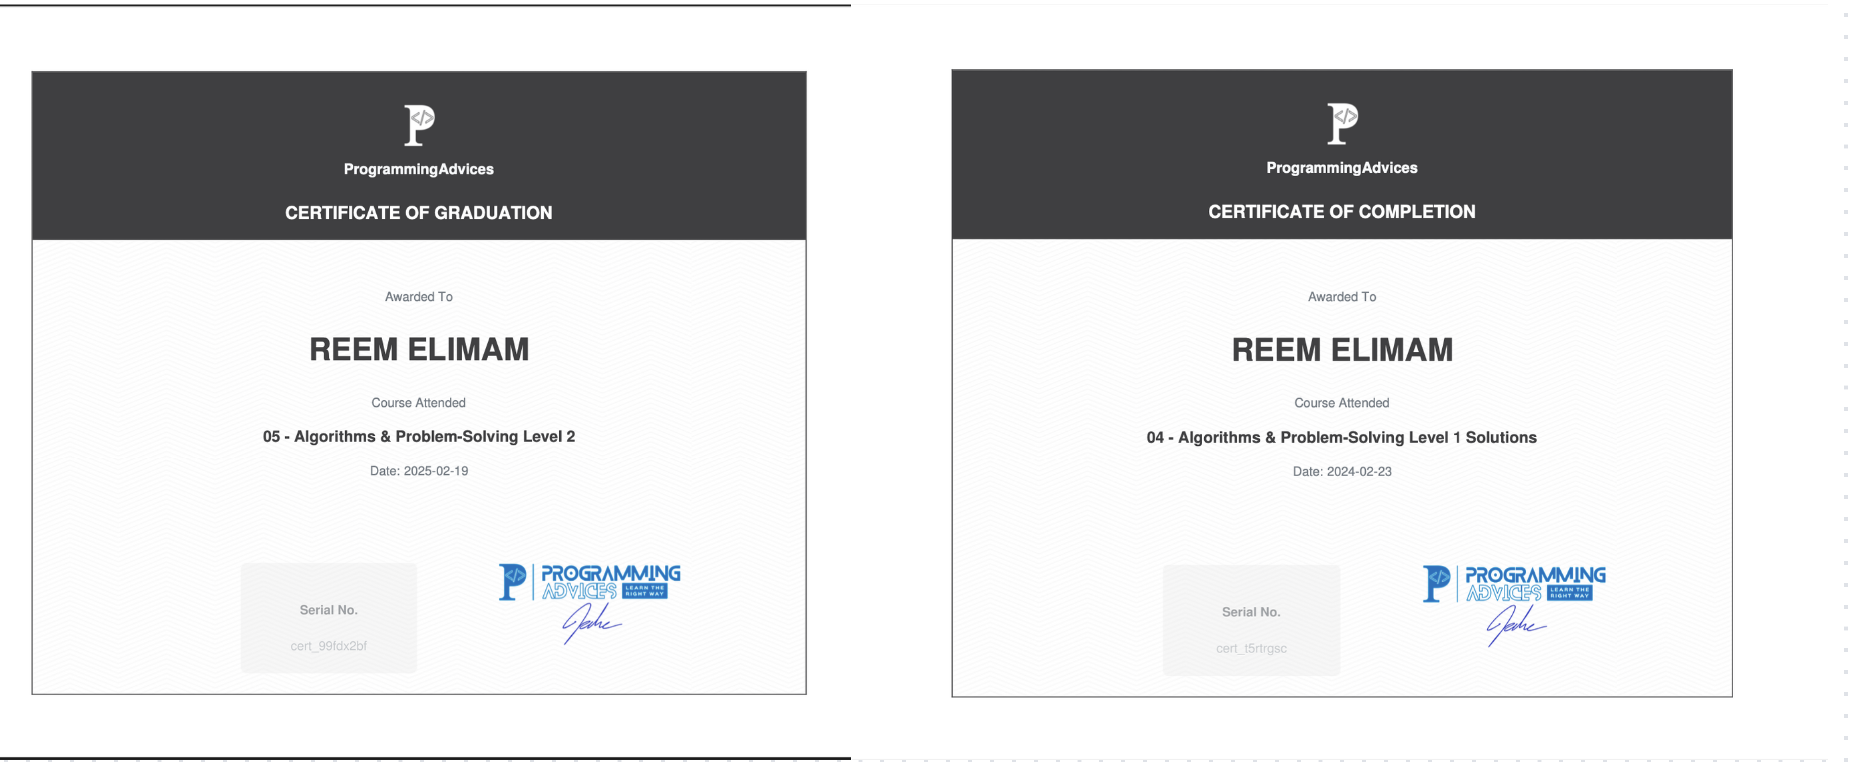 ProgrammingAdvices
CERTIFICATE OF GRADUATION
Awarded To
REEM ELIMAM
Course Attended
05 - Algorithms & Problem-Solving Level 2
Date: 2025-02-19
Serial No.
cert_99fdx2bf
PROGRAMMING
ADVICES LEARN THE RIGHT WAY
ProgrammingAdvices
CERTIFICATE OF COMPLETION
Awarded To
REEM ELIMAM
Course Attended
04 - Algorithms & Problem-Solving Level 1 Solutions
Date: 2024-02-23
Serial No.
cert_t5rtrgsc
PROGRAMMING
ADVICES LEARN THE RIGHT WAY